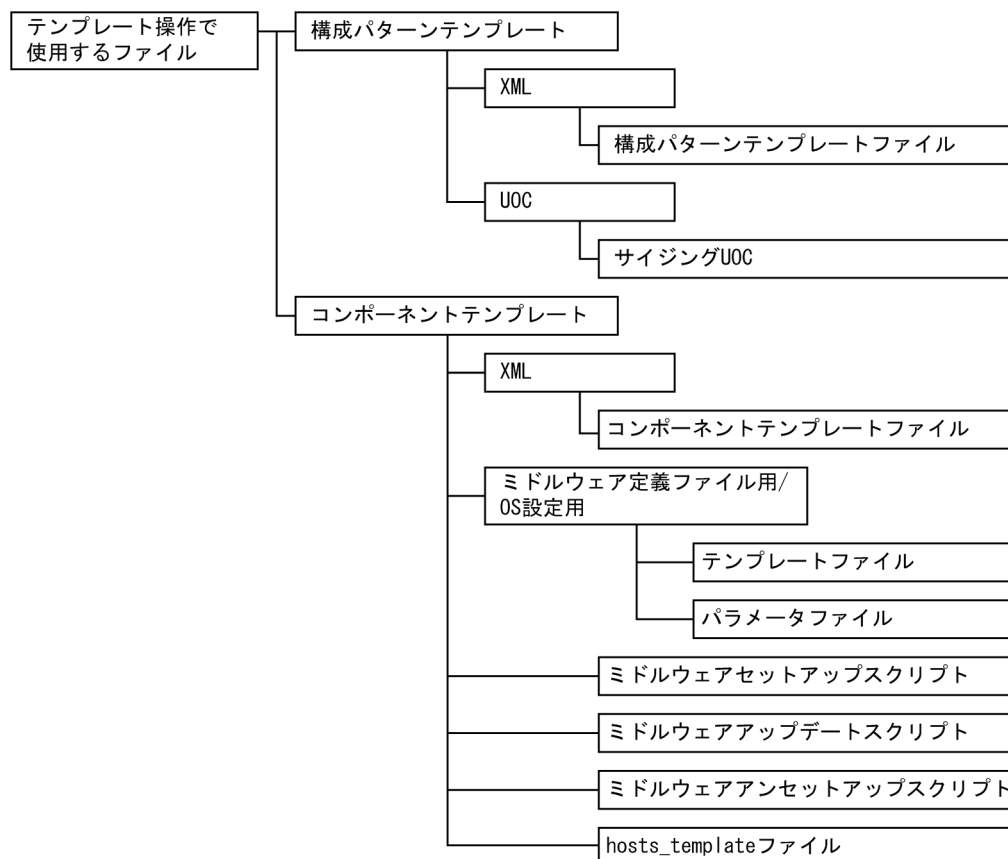 テンプレート操作で
使用するファイル
構成パターンテンプレート
XML
構成パターンテンプレートファイル
UOC
サイジングUOC
コンポーネントテンプレート
XML
コンポーネントテンプレートファイル
ミドルウェア定義ファイル用/
OS設定用
テンプレートファイル
パラメータファイル
ミドルウェアセットアップスクリプト
ミドルウェアアップデートスクリプト
ミドルウェアアンセットアップスクリプト
hosts_templateファイル